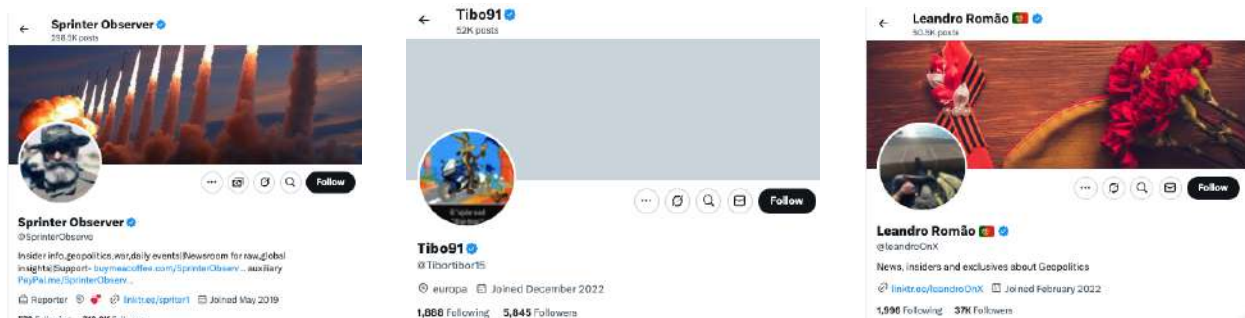 Sprinter Observer
298.5K posts
Follow
Sprinter Observer
@SprinterObserve
Insider info,geopolitics,war,daily events||Newsroom for raw,global
insights||Support- buymeacoffee.com/SprinterObserv... auxiliary
PayPal.me/SprinterObserv...
Reporter linktr.ee/spriter1 Joined May 2019
Tibo91
52K posts
Follow
Tibo91
@Tibortibor15
europa Joined December 2022
1,888 Following 5,845 Followers
Leandro Romão
50.5K posts
Follow
Leandro Romão
@leandroOnX
News, insiders and exclusives about Geopolitics
linktr.ee/leandroOnX Joined February 2022
1,996 Following 37K Followers